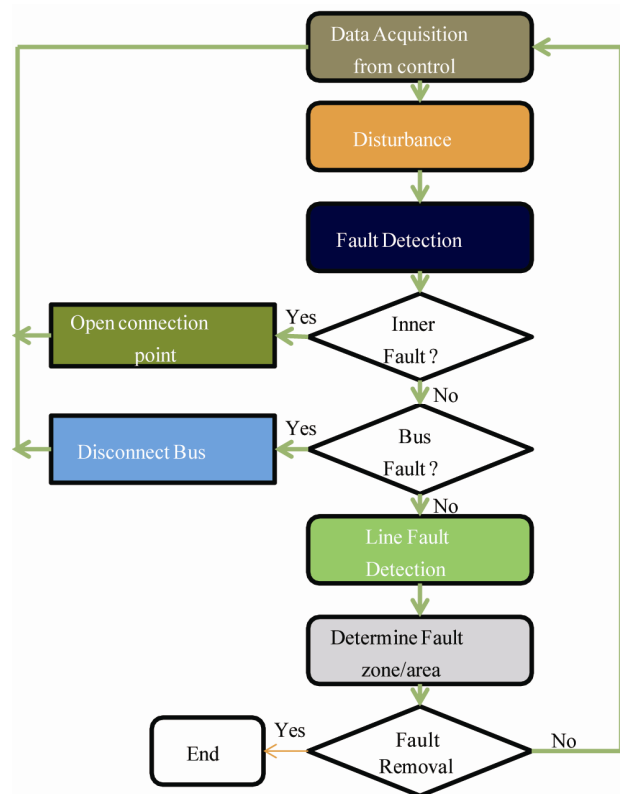 Data Acquisition
from control
Disturbance
Fault Detection
Inner
Fault ?
Yes
Open connection
point
No
Bus
Fault ?
Yes
Disconnect Bus
No
Line Fault
Detection
Determine Fault
zone/area
Fault
Removal
Yes
End
No